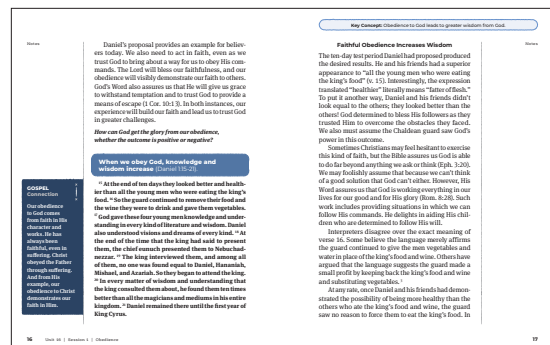 Notes
Daniel's proposal provides an example for believ-
ers today. We also need to act in faith, even as we
trust God to bring about a way for us to obey His com-
mands. The Lord will bless our faithfulness, and our
obedience will visibly demonstrate our faith to others.
God's Word also assures us that He will give us grace to
withstand temptation and to trust God to provide a
means of escape (1 Cor. 10:13). In both instances, our
experience will build our faith and lead us to trust God
in greater challenges.
How can God get the glory from our obedience,
whether the outcome is positive or negative?
When we obey God, knowledge and
wisdom increase (Daniel 1:15-21).
15 At the end of ten days they looked better and health-
ier than all the young men who were eating the king's
food. 16 So the guard continued to remove their food and
the wine they were to drink and gave them vegetables.
17 God gave these four young men knowledge and under-
standing in every kind of literature and wisdom. Daniel
also understood visions and dreams of every kind. 18 At
the end of the time that the king had said to present
them, the chief eunuch presented them to Nebuchad-
nezzar. 19 The king interviewed them, and among all
of them, no one was found equal to Daniel, Hananiah,
Mishael, and Azariah. So they began to attend the king.
20 In every matter of wisdom and understanding that
the king consulted them about, he found them ten times
better than all the magicians and mediums in his entire
kingdom. 21 Daniel remained there until the first year of
King Cyrus.
GOSPEL
Connection
Our obedience
to God comes
from faith in His
character and
works. He has
always been
faithful, even in
suffering. Christ
obeyed the Father
through suffering.
And from His
example, our
obedience to Christ
demonstrates our
faith in Him.
16 Unit 10 | Session 1 | Obedience
Key Concept: Obedience to God leads to greater wisdom from God.
Faithful Obedience Increases Wisdom
Notes
The ten-day test period Daniel had proposed produced
the desired results. He and his friends had a superior
appearance to "all the young men who were eating
the king's food" (v. 15). Interestingly, the expression
translated "healthier" literally means "fatter of flesh."
To put it another way, Daniel and his friends didn't
look equal to the others; they looked better than the
others! God determined to bless His followers as they
trusted Him to overcome the obstacles they faced.
We also must assume the Chaldean guard saw God's
power in this outcome.
Sometimes Christians may feel hesitant to exercise
this kind of faith, but the Bible assures us God is able
to do far beyond anything we ask or think (Eph. 3:20).
We may foolishly assume that because we can't think
of a good solution that God can't either. However, His
Word assures us that God is working everything in our
lives for our good and for His glory (Rom. 8:28). Such
work includes providing situations in which we can
follow His commands. He delights in aiding His chil-
dren who are determined to follow His will.
Interpreters disagree over the exact meaning of
verse 16. Some believe the language merely affirms
the guard continued to give the men vegetables and
water in place of the king's food and wine. Others have
argued that the language suggests the guard made a
small profit by keeping back the king's food and wine
and substituting vegetables.
At any rate, once Daniel and his friends had demon-
strated the possibility of being more healthy than the
others who ate the king's food and wine, the guard
saw no reason to force them to eat the king's food. In
17